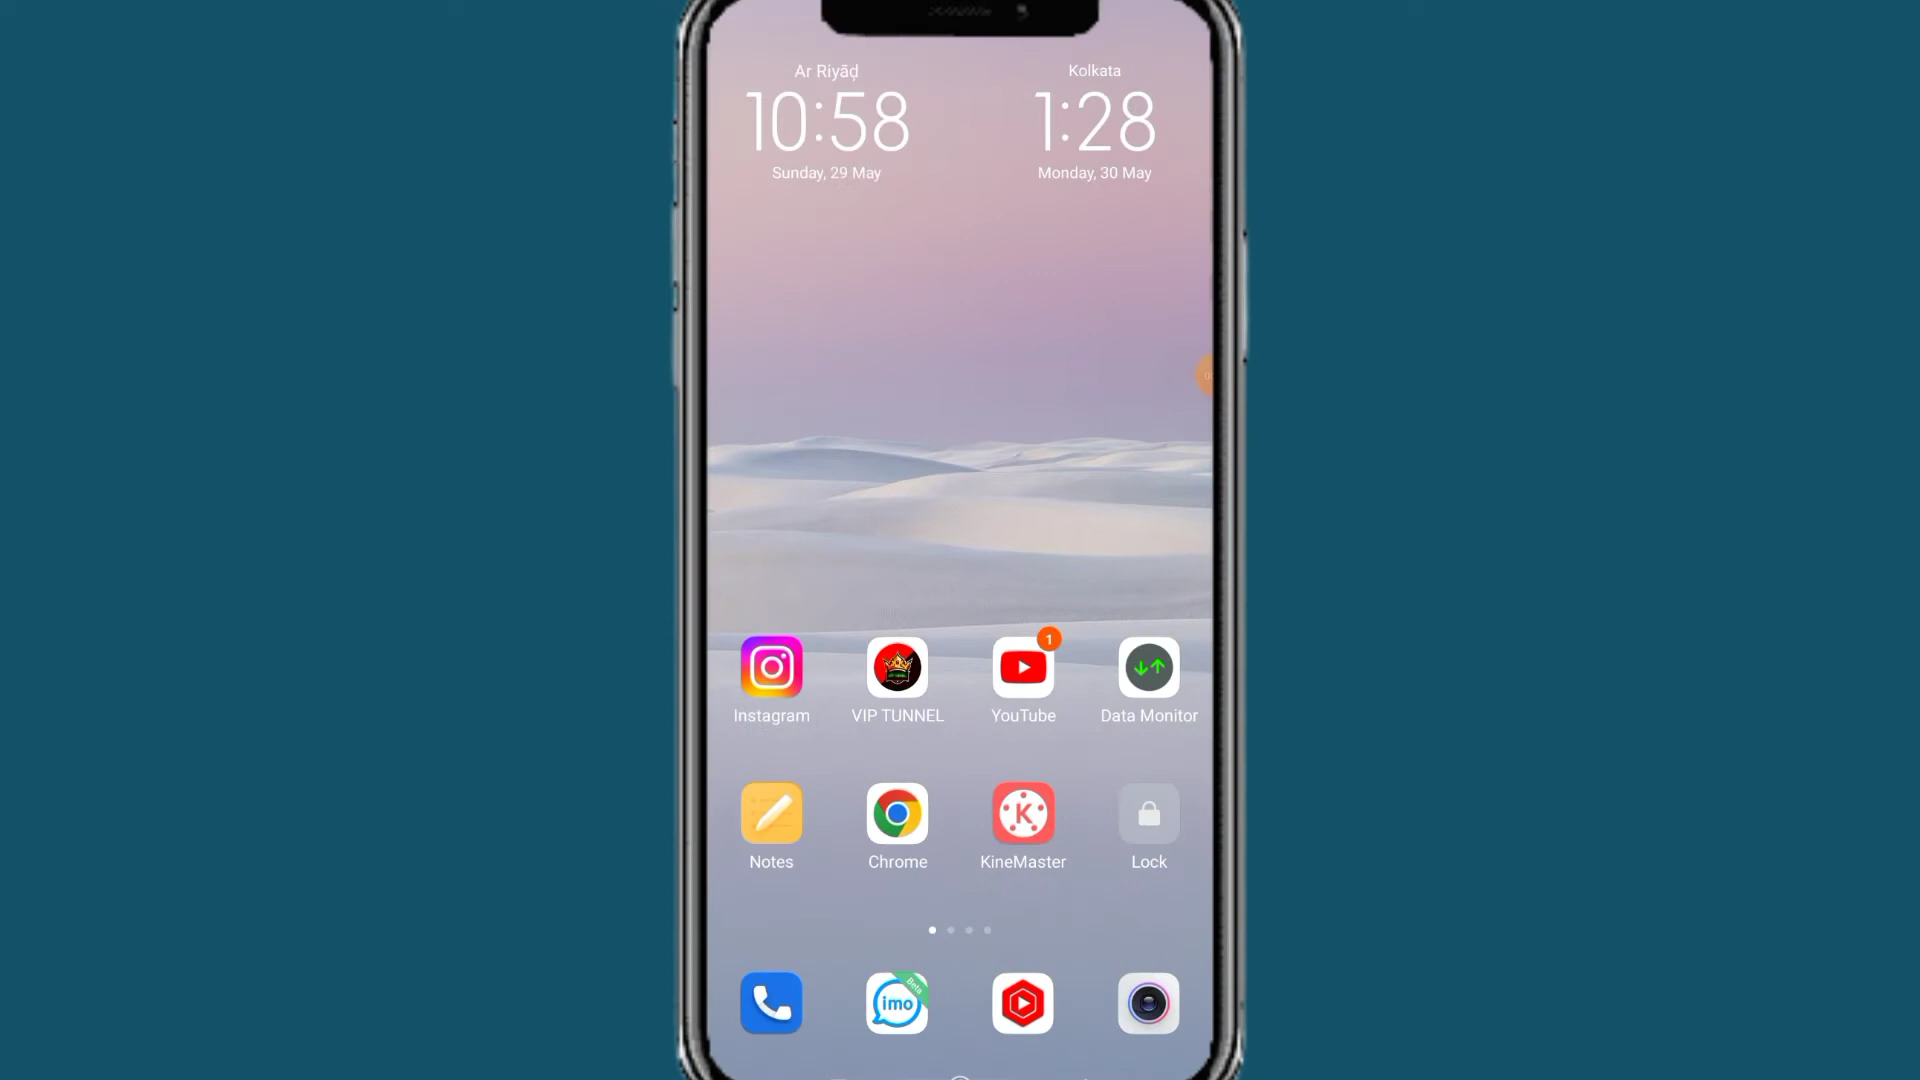 Ar Riyāḍ
Kolkata
10:58
1:28
Sunday, 29 May
Monday, 30 May
1
Instagram
VIP TUNNEL
YouTube
Data Monitor
Notes
K
Chrome
KineMaster
Lock
imo
Beta